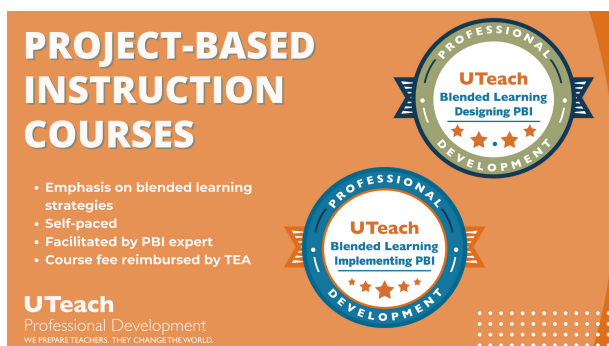 PROJECT-BASED
INSTRUCTION
COURSES
• Emphasis on blended learning
strategies
• Self-paced
• Facilitated by PBI expert
• Course fee reimbursed by TEA
UTeach
Professional Development
WE PREPARE TEACHERS. THEY CHANGE THE WORLD.
PROFESSIONAL
UTeach
Blended Learning
Designing PBI
DEVELOPMENT
PROFESSIONAL
UTeach
Blended Learning
Implementing PBI
DEVELOPMENT